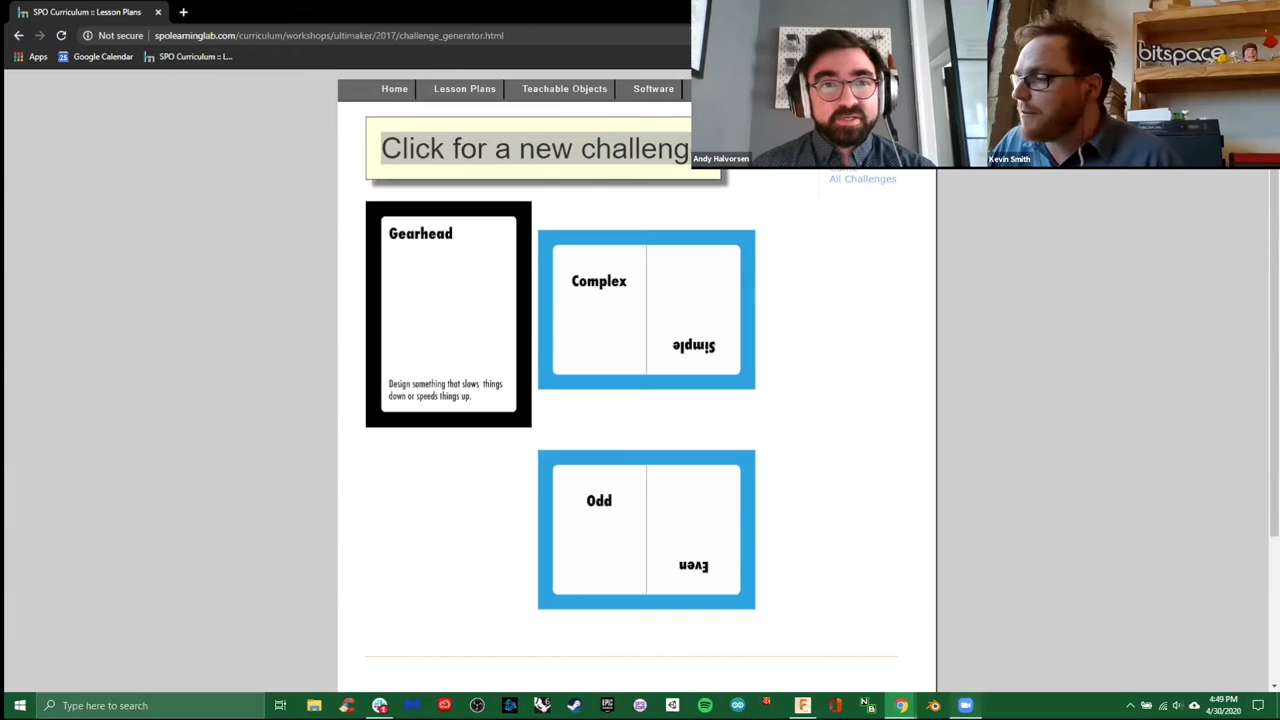 SPO Curriculum :: Lesson Plans
Not secure
spolearninglab.com/curriculum/workshops/ultimaker/2017/challenge_generator.html
Apps
Google Calendar
SPO Curriculum :: L...
Home
Lesson Plans
Teachable Objects
Software
bitspace
Click for a new challeng
Andy Halvorsen
Kevin Smith
All Challenges
Gearhead
Design something that slows things
down or speeds things up.
Complex
Simple
Odd
Even
Type here to search
4:49 PM
4/30/2020